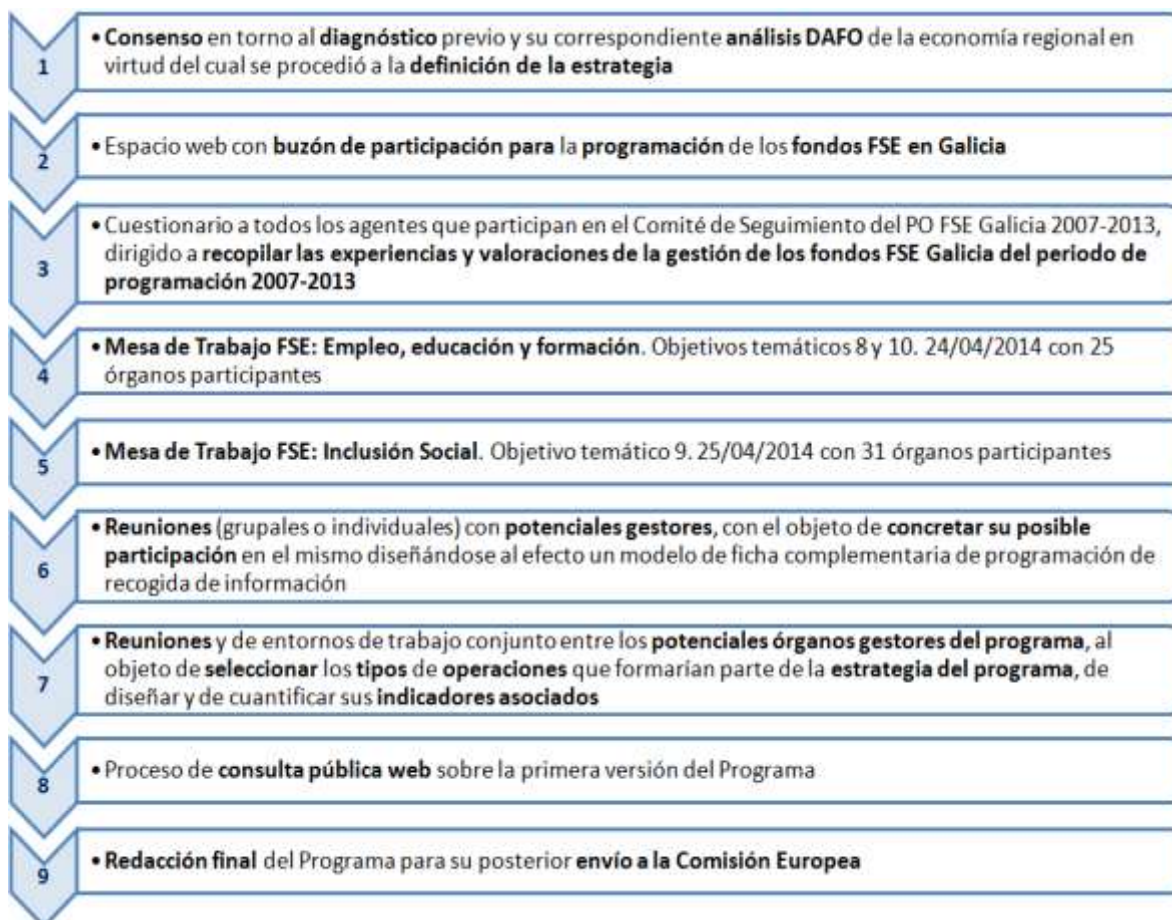 1
• Consenso en torno al diagnóstico previo y su correspondiente análisis DAFO de la economía regional en
virtud del cual se procedió a la definición de la estrategia
2
• Espacio web con buzón de participación para la programación de los fondos FSE en Galicia
3
• Cuestionario a todos los agentes que participan en el Comité de Seguimiento del PO FSE Galicia 2007-2013,
dirigido a recopilar las experiencias y valoraciones de la gestión de los fondos FSE Galicia del periodo de
programación 2007-2013
4
• Mesa de Trabajo FSE: Empleo, educación y formación. Objetivos temáticos 8 y 10. 24/04/2014 con 25
órganos participantes
5
• Mesa de Trabajo FSE: Inclusión Social. Objetivo temático 9. 25/04/2014 con 31 órganos participantes
6
• Reuniones (grupales o individuales) con potenciales gestores, con el objeto de concretar su posible
participación en el mismo diseñándose al efecto un modelo de ficha complementaria de programación de
recogida de información
7
• Reuniones y de entornos de trabajo conjunto entre los potenciales órganos gestores del programa, al
objeto de seleccionar los tipos de operaciones que formarían parte de la estrategia del programa, de
diseñar y de cuantificar sus indicadores asociados
8
• Proceso de consulta pública web sobre la primera versión del Programa
9
• Redacción final del Programa para su posterior envío a la Comisión Europea